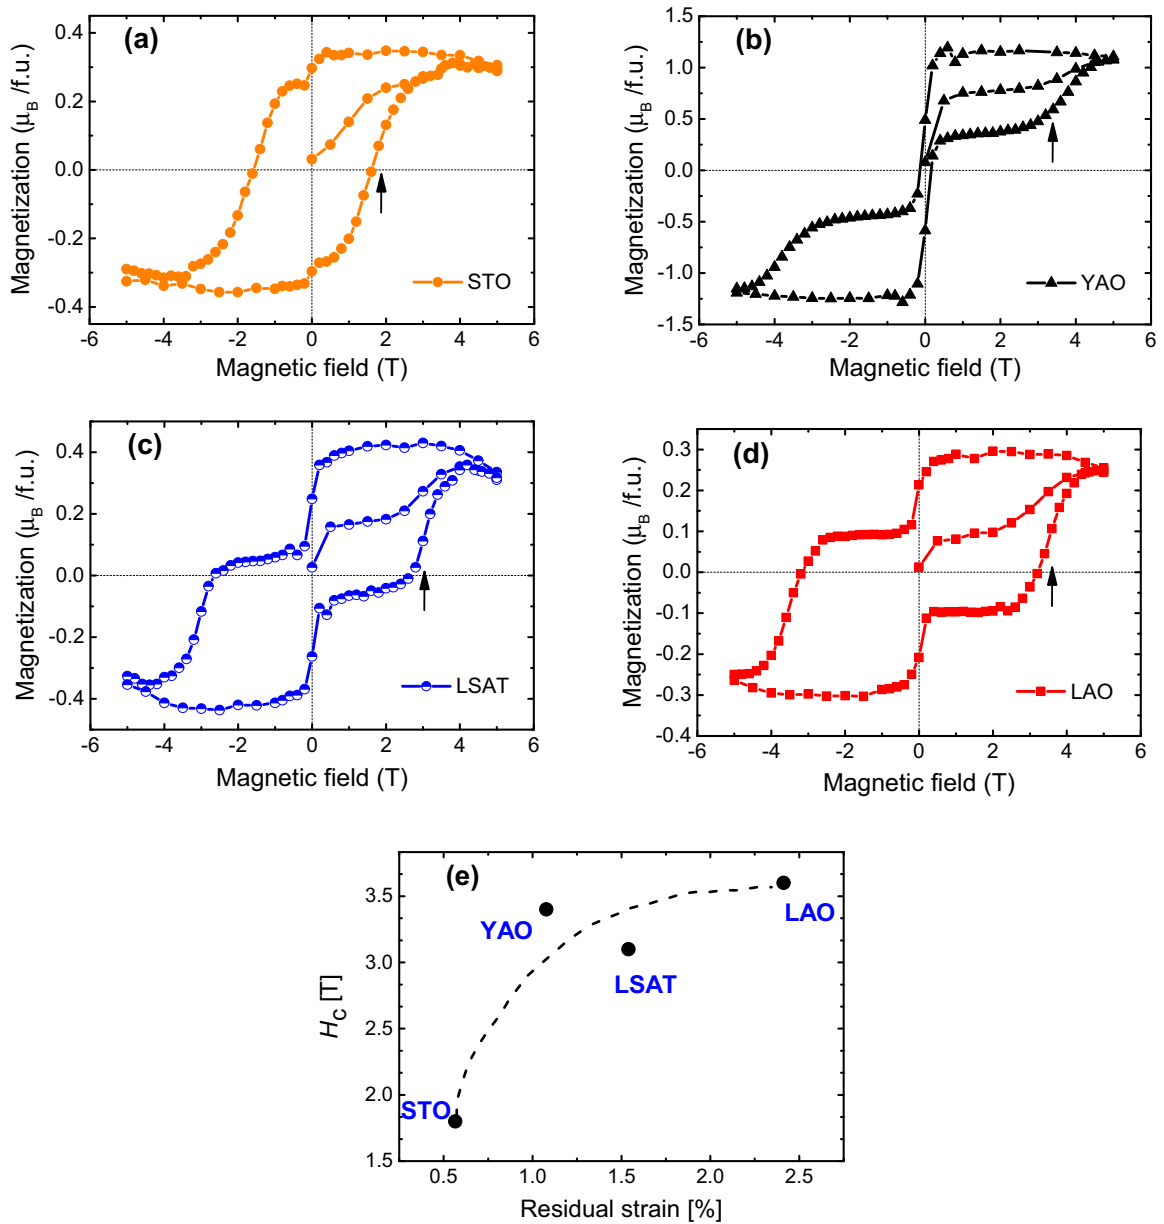 (a)
Magnetization (μB /f.u.)
0.4
0.2
0.0
-0.2
-0.4
STO
-6 -4 -2 0 2 4 6
Magnetic field (T)
(b)
Magnetization (μB /f.u.)
1.5
1.0
0.5
0.0
-0.5
-1.0
-1.5
YAO
-6 -4 -2 0 2 4 6
Magnetic field (T)
(c)
Magnetization (μB /f.u.)
0.4
0.2
0.0
-0.2
-0.4
LSAT
-6 -4 -2 0 2 4 6
Magnetic field (T)
(d)
Magnetization (μB /f.u.)
0.3
0.2
0.1
0.0
-0.1
-0.2
-0.3
-0.4
LAO
-6 -4 -2 0 2 4 6
Magnetic field (T)
(e)
HC [T]
3.5
3.0
2.5
2.0
1.5
YAO
LAO
LSAT
STO
0.5 1.0 1.5 2.0 2.5
Residual strain [%]